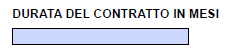 DURATA DEL CONTRATTO IN MESI